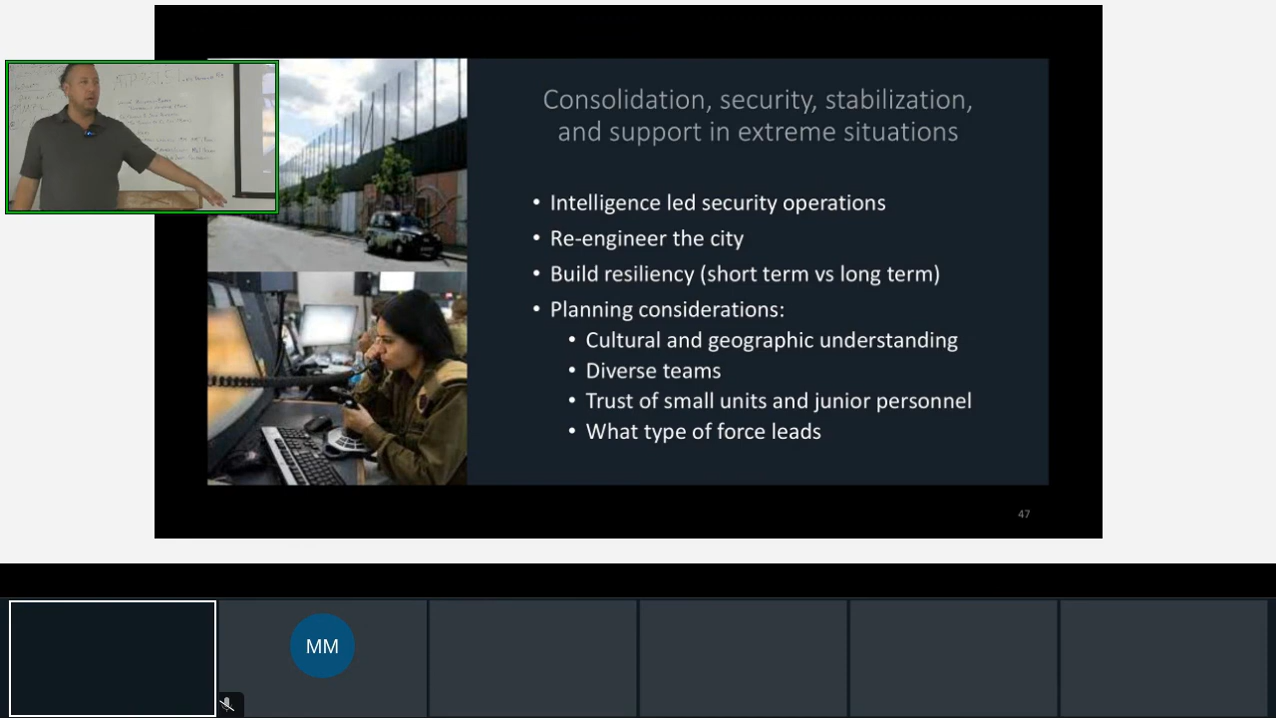 Consolidation, security, stabilization,
and support in extreme situations
• Intelligence led security operations
• Re-engineer the city
• Build resiliency (short term vs long term)
• Planning considerations:
• Cultural and geographic understanding
• Diverse teams
• Trust of small units and junior personnel
• What type of force leads
47
MM